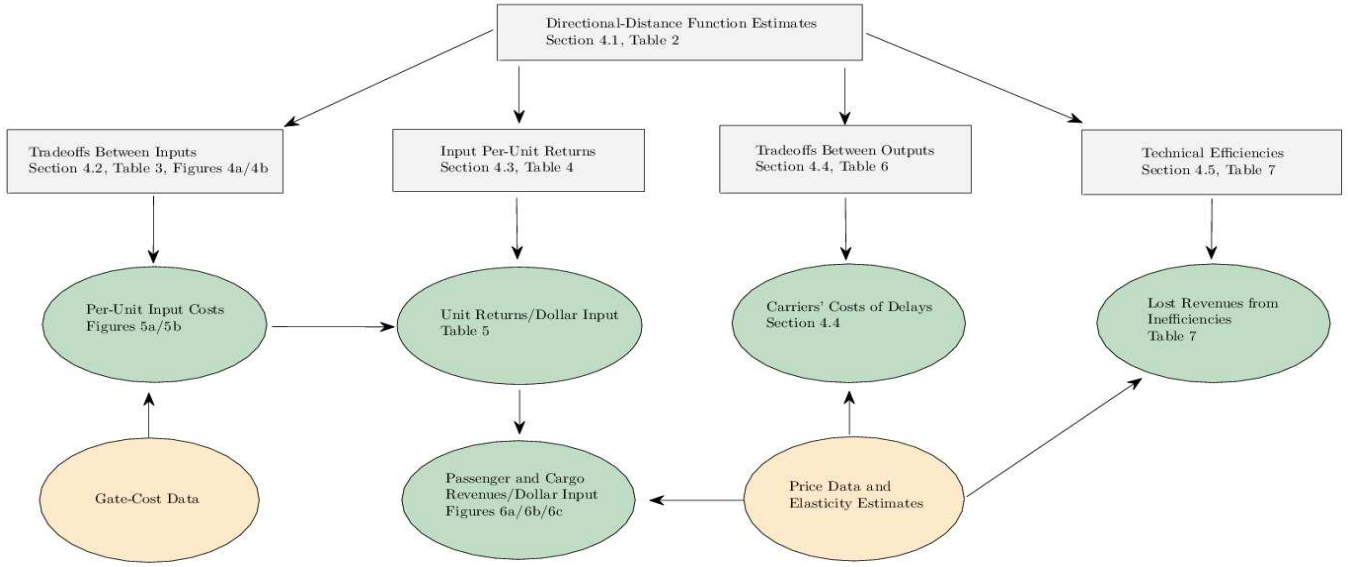 Directional-Distance Function Estimates
Section 4.1, Table 2
Tradeoffs Between Inputs
Section 4.2, Table 3, Figures 4a/4b
Input Per-Unit Returns
Section 4.3, Table 4
Tradeoffs Between Outputs
Section 4.4, Table 6
Technical Efficiencies
Section 4.5, Table 7
Per-Unit Input Costs
Figures 5a/5b
Unit Returns/Dollar Input
Table 5
Carriers' Costs of Delays
Section 4.4
Lost Revenues from
Inefficiencies
Table 7
Gate-Cost Data
Passenger and Cargo
Revenues/Dollar Input
Figures 6a/6b/6c
Price Data and
Elasticity Estimates